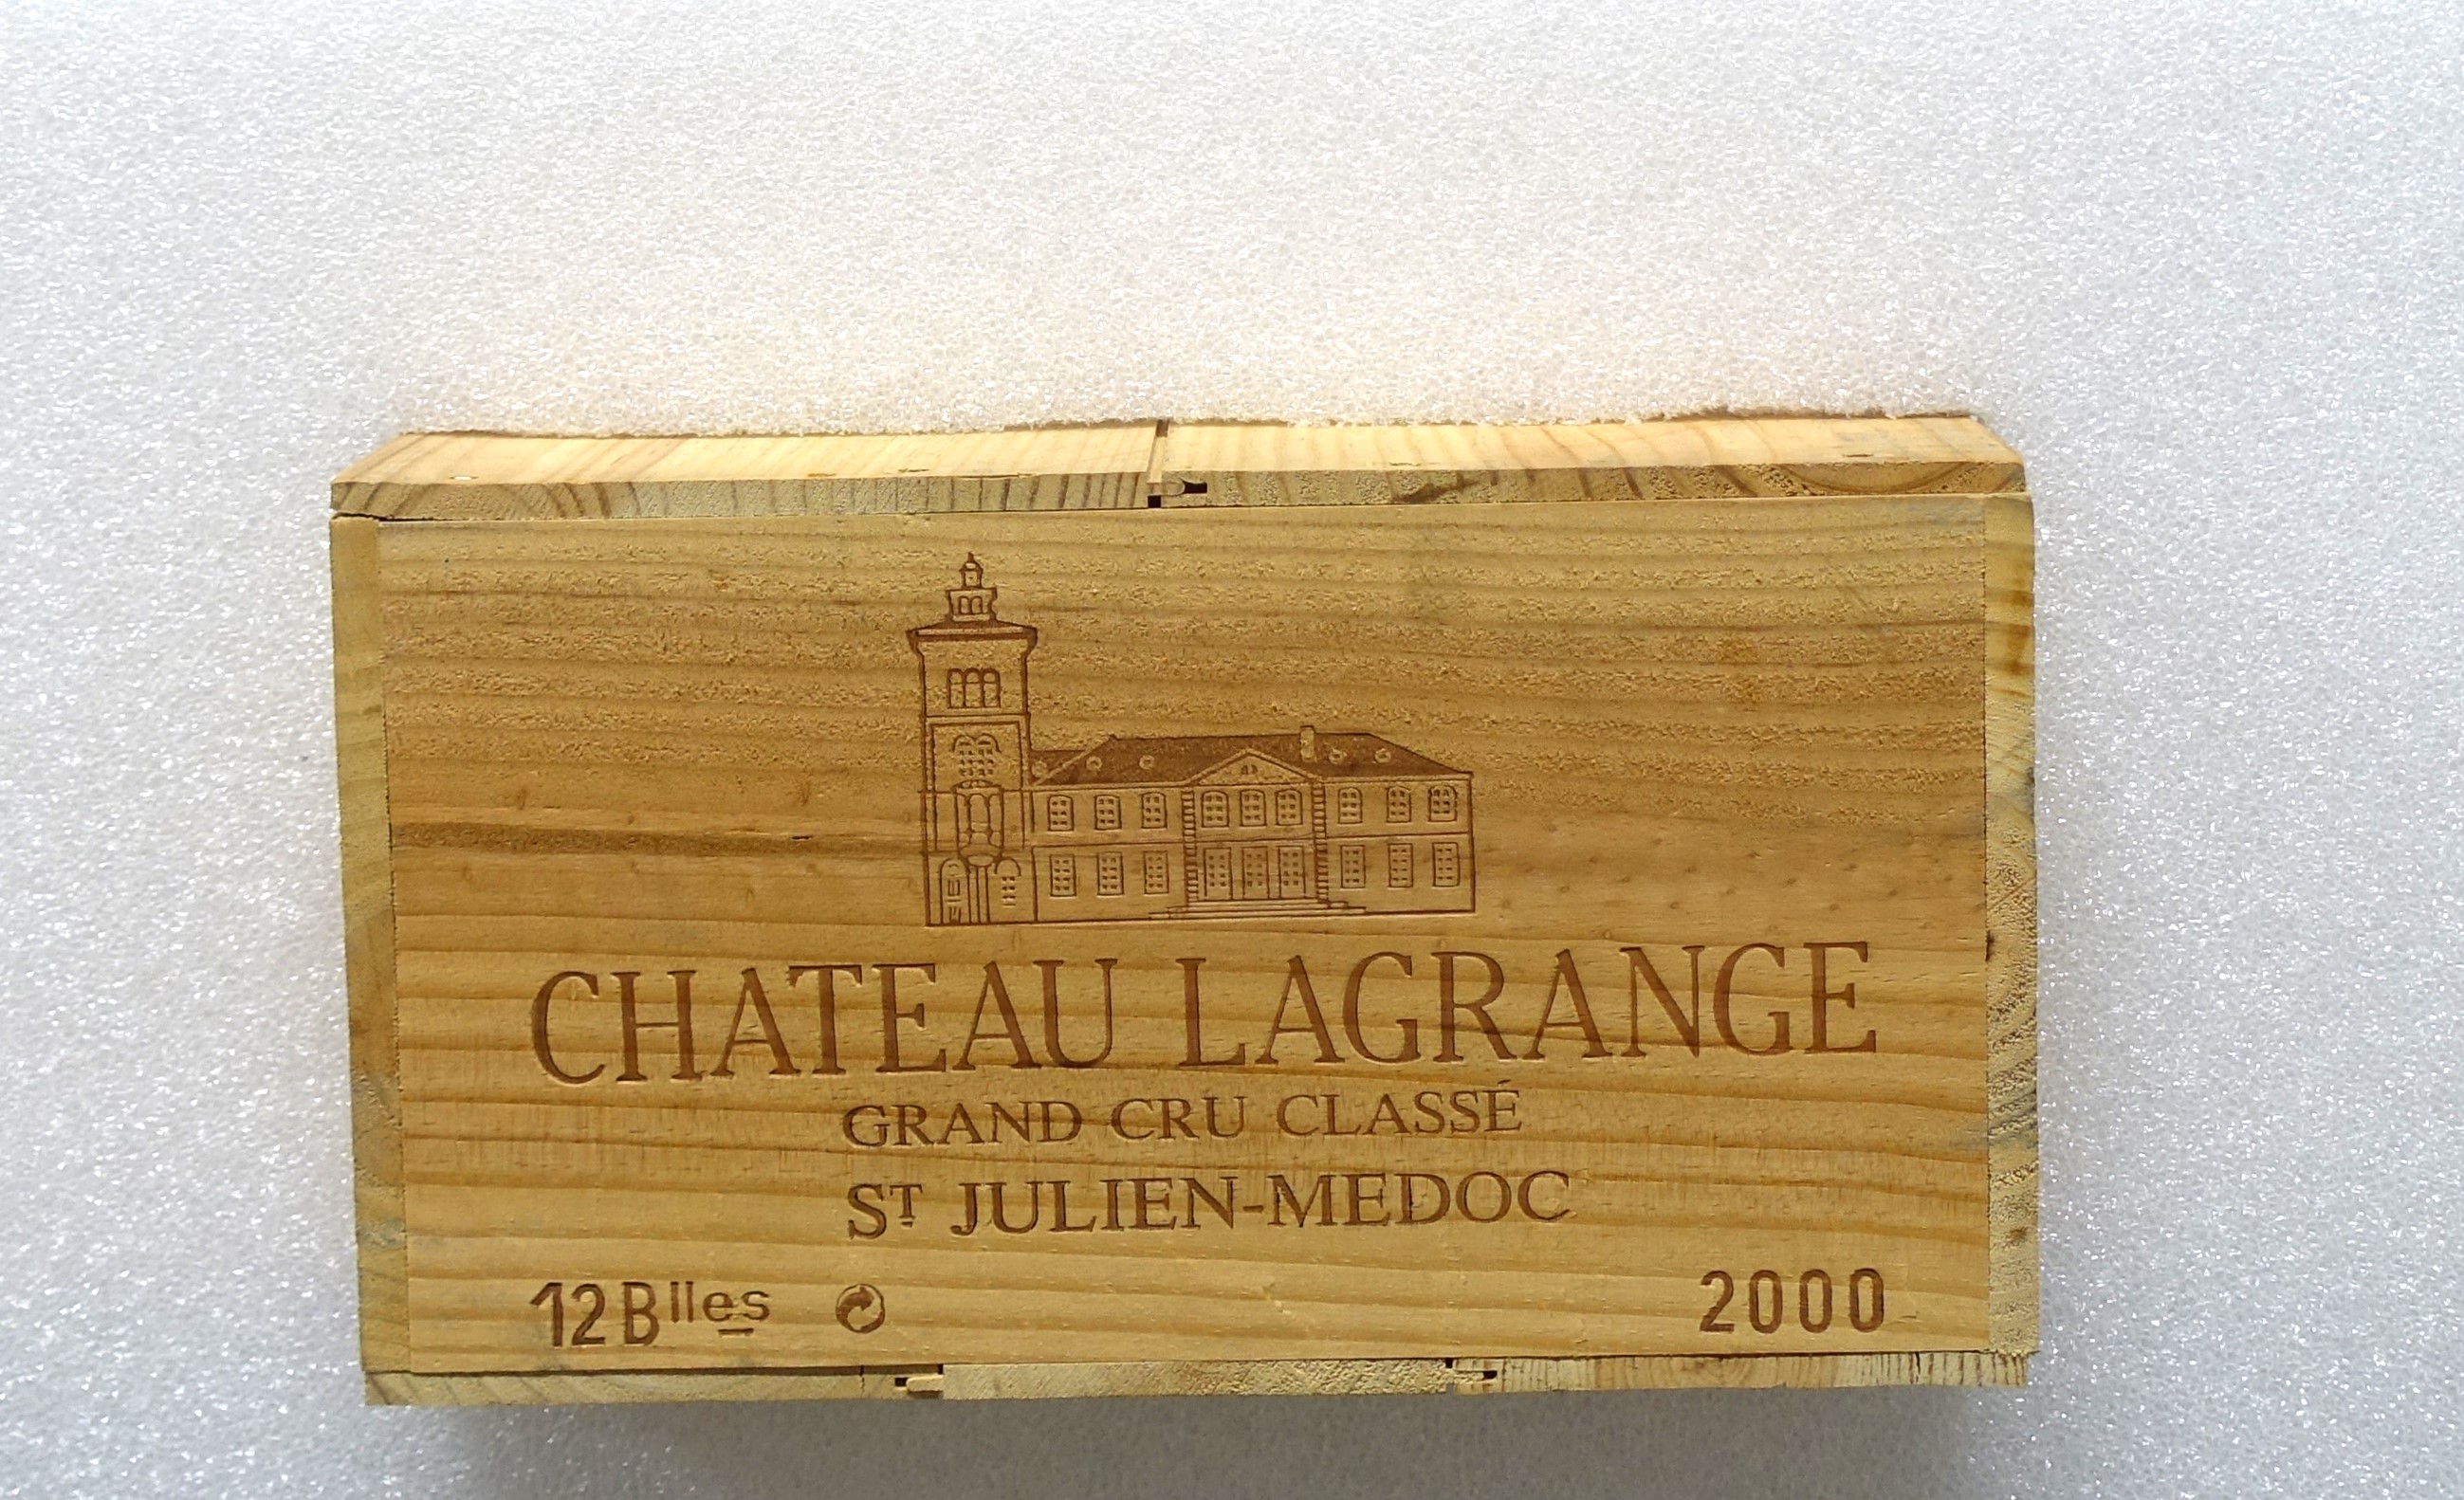 CHATEAU LAGRANGE
GRAND CRU CLASSÉ
ST JULIEN-MEDOC
12 Blles 2000